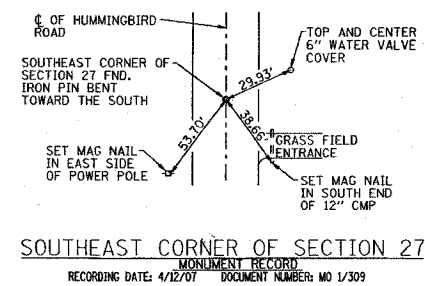 ℄ OF HUMMINGBIRD
ROAD
TOP AND CENTER
6" WATER VALVE
COVER
SOUTHEAST CORNER OF
SECTION 27 FND.
IRON PIN BENT
TOWARD THE SOUTH
29.93'
53.70'
38.66'
GRASS FIELD
ENTRANCE
SET MAG NAIL
IN EAST SIDE
OF POWER POLE
SET MAG NAIL
IN SOUTH END
OF 12" CMP
SOUTHEAST CORNER OF SECTION 27
MONUMENT RECORD
RECORDING DATE: 4/12/07 DOCUMENT NUMBER: MO 1/309